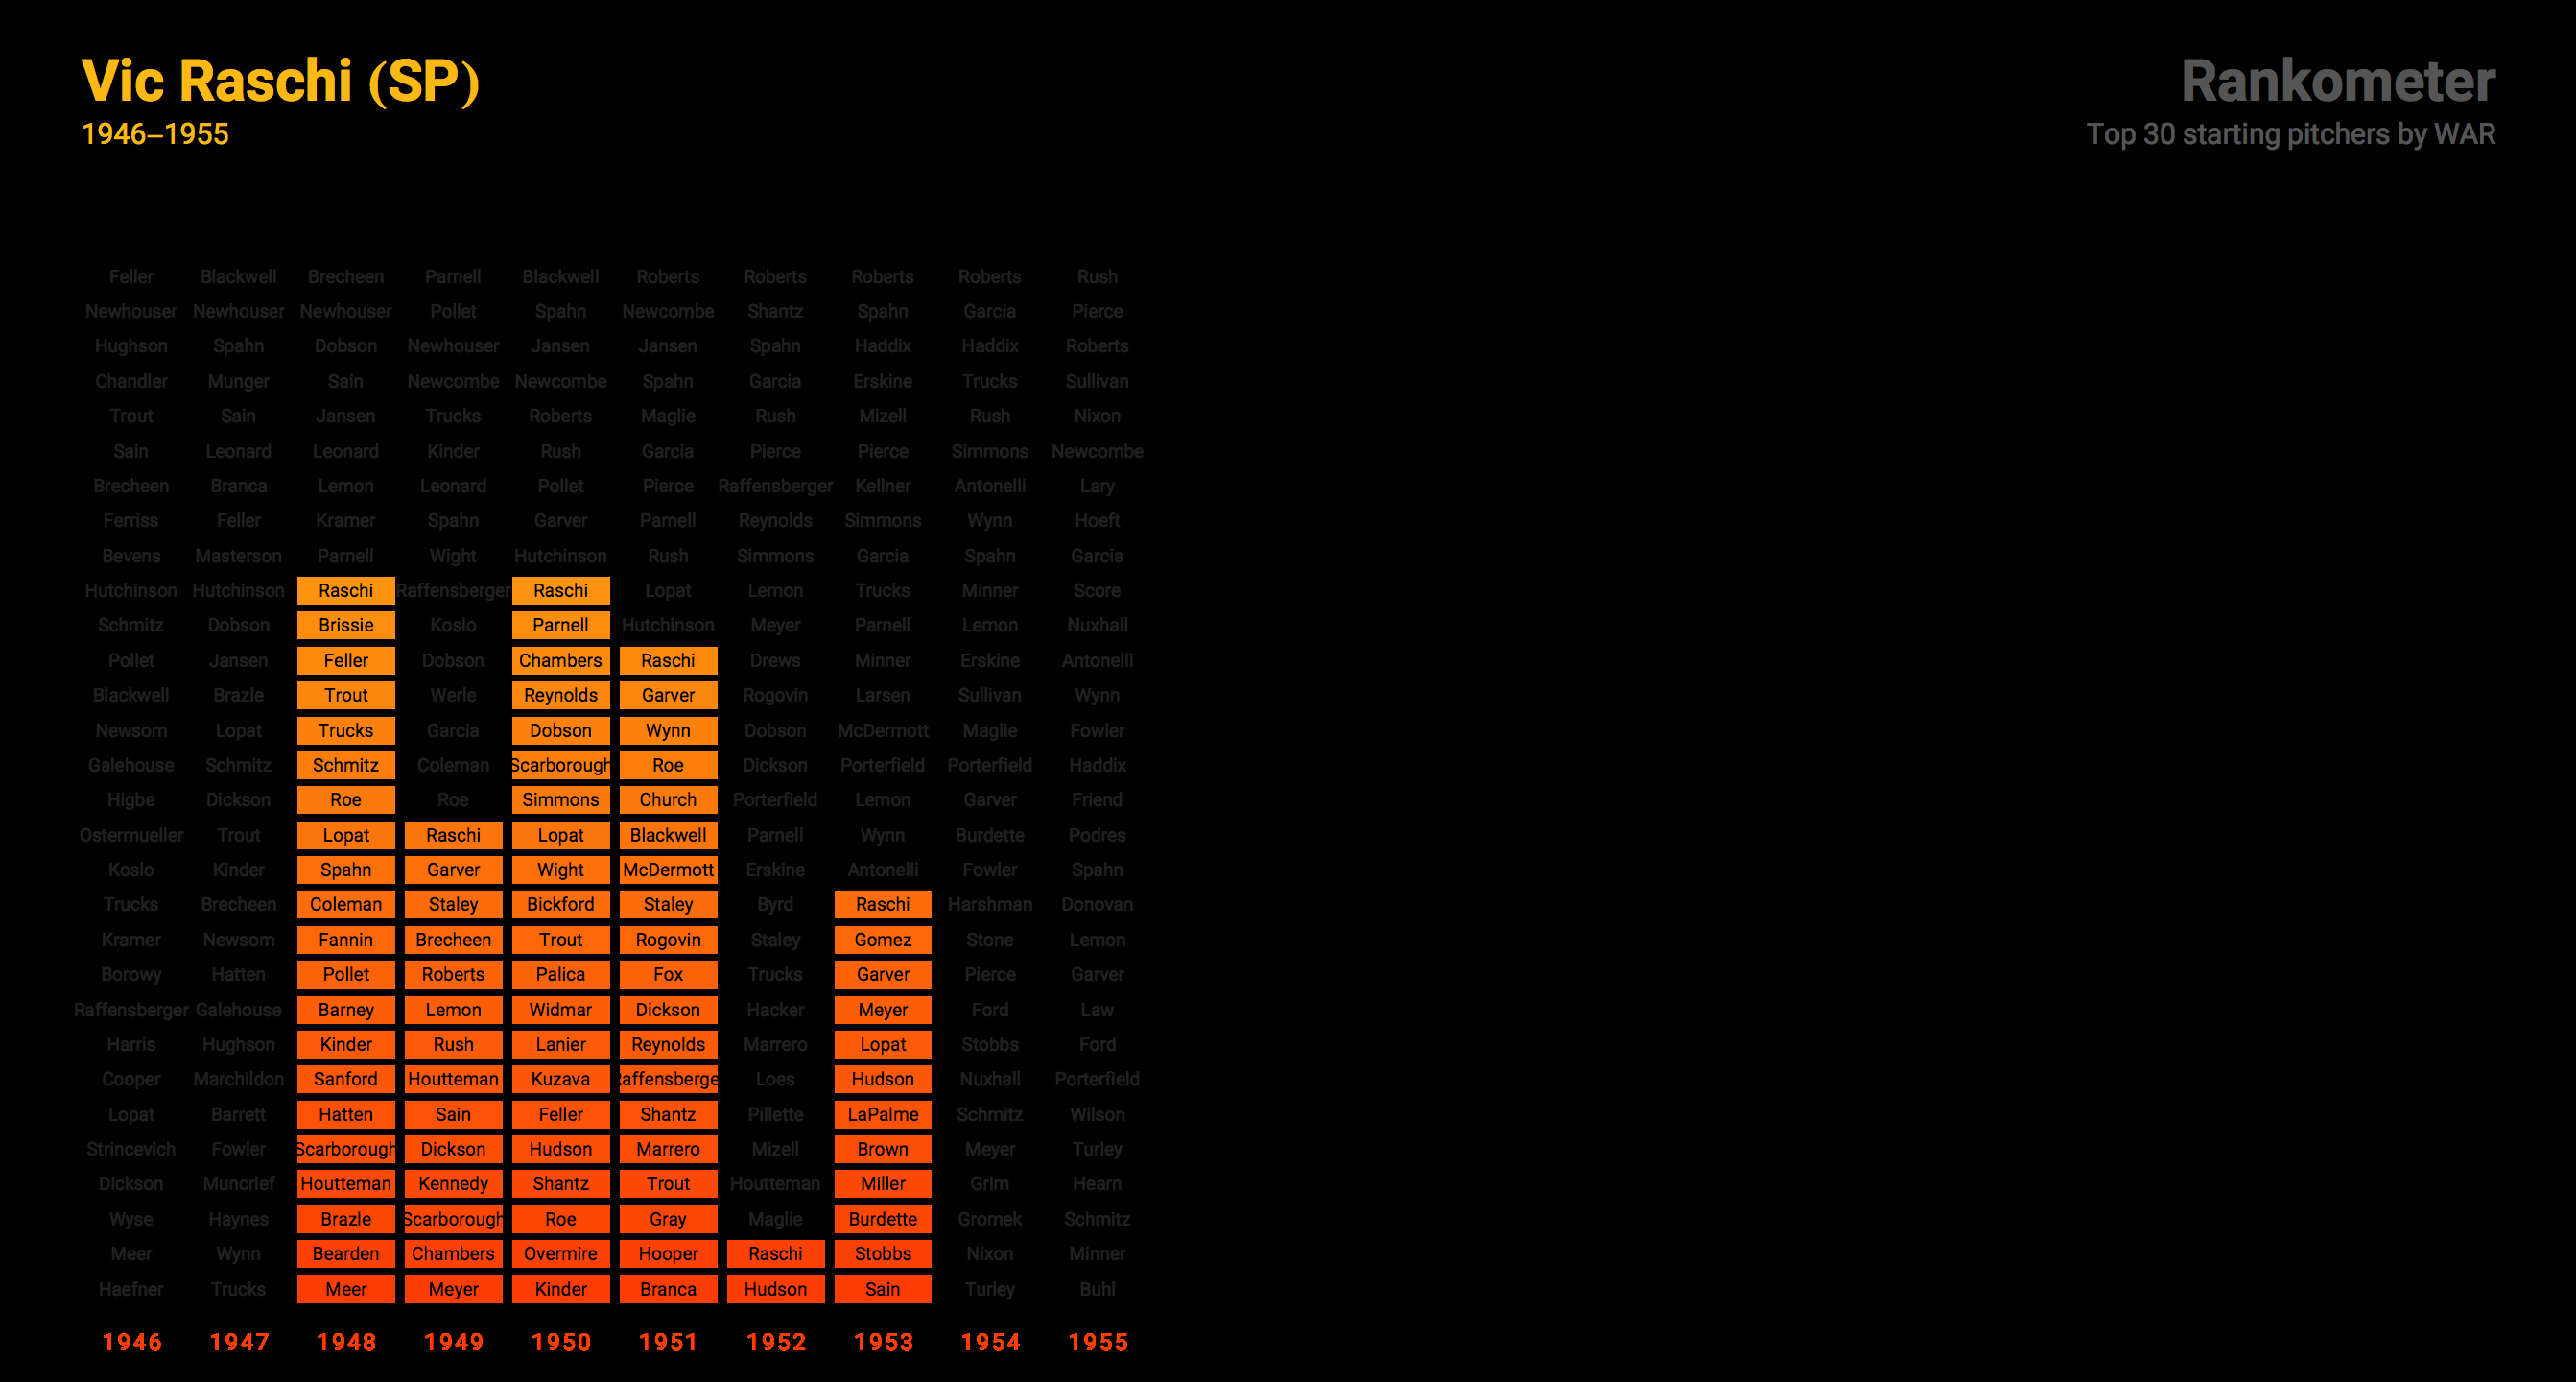 Vic Raschi (SP)
1946–1955
Rankometer
Top 30 starting pitchers by WAR
Feller Blackwell Brecheen Parnell Blackwell Roberts Roberts Roberts Roberts Rush
Newhouser Newhouser Newhouser Pollet Spahn Newcombe Shantz Spahn Garcia Pierce
Hughson Spahn Dobson Newhouser Jansen Jansen Spahn Haddix Haddix Roberts
Chandler Munger Sain Newcombe Newcombe Spahn Garcia Erskine Trucks Sullivan
Trout Sain Jansen Trucks Roberts Maglie Rush Mizell Rush Nixon
Sain Leonard Leonard Kinder Rush Garcia Pierce Pierce Simmons Newcombe
Brecheen Branca Lemon Leonard Pollet Pierce Raffensberger Kellner Antonelli Lary
Ferriss Feller Kramer Spahn Garver Parnell Reynolds Simmons Wynn Hoeft
Bevens Masterson Parnell Wight Hutchinson Rush Simmons Garcia Spahn Garcia
Hutchinson Hutchinson Raschi Raffensberger Raschi Lopat Lemon Trucks Minner Score
Schmitz Dobson Brissie Koslo Parnell Hutchinson Meyer Parnell Lemon Nuxhall
Pollet Jansen Feller Dobson Chambers Raschi Drews Minner Erskine Antonelli
Blackwell Brazle Trout Werle Reynolds Garver Rogovin Larsen Sullivan Wynn
Newsom Lopat Trucks Garcia Dobson Wynn Dobson McDermott Maglie Fowler
Galehouse Schmitz Schmitz Coleman Scarborough Roe Dickson Porterfield Porterfield Haddix
Higbe Dickson Roe Roe Simmons Church Porterfield Lemon Garver Friend
Ostermueller Trout Lopat Raschi Lopat Blackwell Parnell Wynn Burdette Podres
Koslo Kinder Spahn Garver Wight McDermott Erskine Antonelli Fowler Spahn
Trucks Brecheen Coleman Staley Bickford Staley Byrd Raschi Harshman Donovan
Kramer Newsom Fannin Brecheen Trout Rogovin Staley Gomez Stone Lemon
Borowy Hatten Pollet Roberts Palica Fox Trucks Garver Pierce Garver
Raffensberger Galehouse Barney Lemon Widmar Dickson Hacker Meyer Ford Law
Harris Hughson Kinder Rush Lanier Reynolds Marrero Lopat Stobbs Ford
Cooper Marchildon Sanford Houtteman Kuzava Raffensberge Loes Hudson Nuxhall Porterfield
Lopat Barrett Hatten Sain Feller Shantz Pillette LaPalme Schmitz Wilson
Strincevich Fowler Scarborough Dickson Hudson Marrero Mizell Brown Meyer Turley
Dickson Muncrief Houtteman Kennedy Shantz Trout Houtteman Miller Grim Hearn
Wyse Haynes Brazle Scarborough Roe Gray Maglie Burdette Gromek Schmitz
Meer Wynn Bearden Chambers Overmire Hooper Raschi Stobbs Nixon Minner
Haefner Trucks Meer Meyer Kinder Branca Hudson Sain Turley Buhl
1946 1947 1948 1949 1950 1951 1952 1953 1954 1955